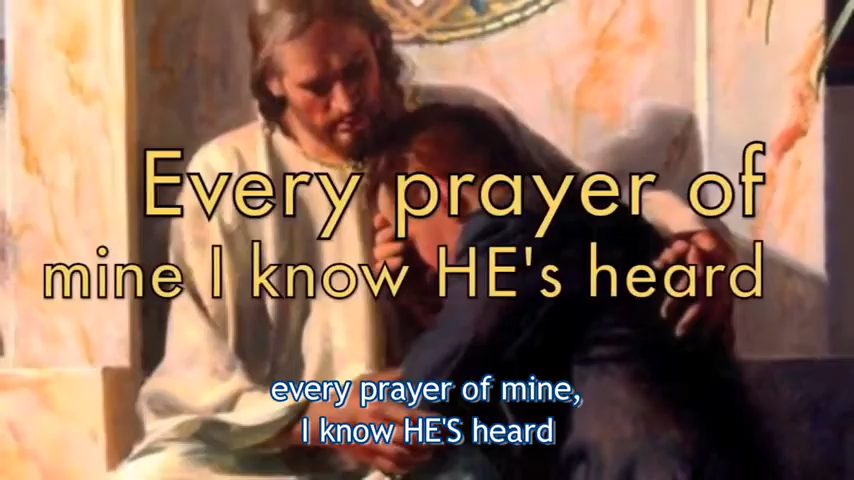 Every prayer of
mine I know HE's heard
every prayer of mine,
I know HE'S heard